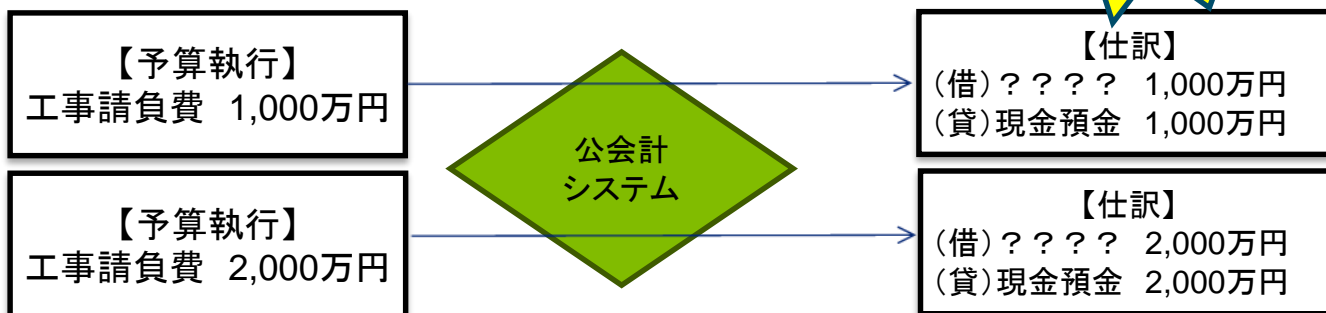 【予算執行】
工事請負費 1,000万円
【仕訳】
(借)???? 1,000万円
(貸)現金預金 1,000万円
公会計
システム
【予算執行】
工事請負費 2,000万円
【仕訳】
(借)???? 2,000万円
(貸)現金預金 2,000万円